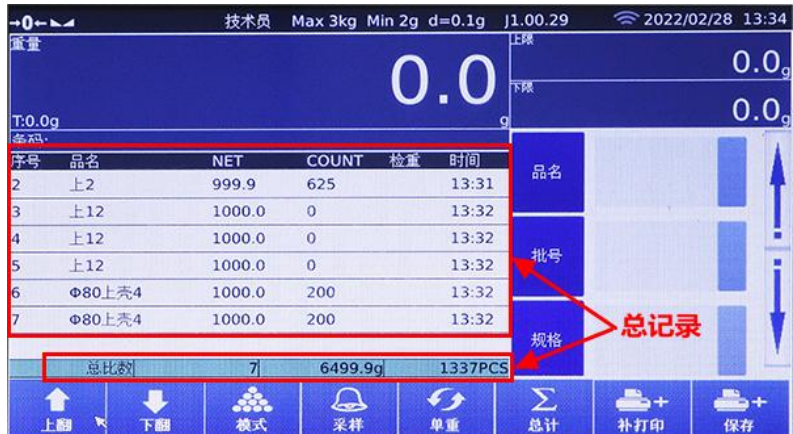 →0← 技术员 Max 3kg Min 2g d=0.1g J1.00.29 2022/02/28 13:34
重量 0.0 g
T:0.0g
上限 0.0g
下限 0.0g
条码:
序号 品名 NET COUNT 检重 时间
2 上2 999.9 625 13:31
3 上12 1000.0 0 13:32
4 上12 1000.0 0 13:32
5 上12 1000.0 0 13:32
6 Φ80上壳4 1000.0 200 13:32
7 Φ80上壳4 1000.0 200 13:32
总比数 7 6499.9g 1337PCS
品名
批号
规格
总记录
上翻 下翻 模式 采样 单重 总计 补打印 保存